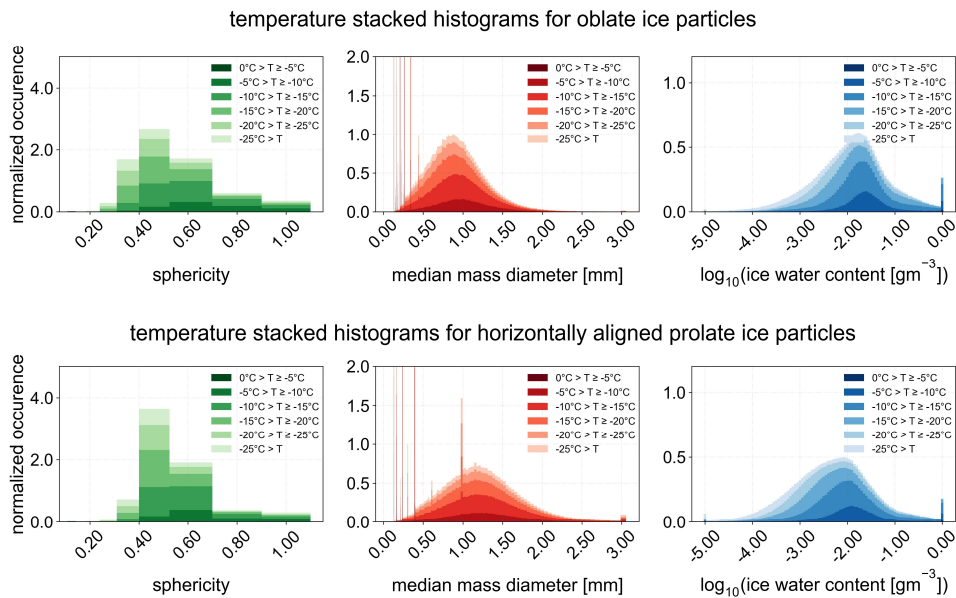 temperature stacked histograms for oblate ice particles
normalized occurence
4.0
2.0
0.0
0°C > T ≥ -5°C
-5°C > T ≥ -10°C
-10°C > T ≥ -15°C
-15°C > T ≥ -20°C
-20°C > T ≥ -25°C
-25°C > T
0.20 0.40 0.60 0.80 1.00
sphericity
2.0
1.5
1.0
0.5
0.0
0°C > T ≥ -5°C
-5°C > T ≥ -10°C
-10°C > T ≥ -15°C
-15°C > T ≥ -20°C
-20°C > T ≥ -25°C
-25°C > T
0.00 0.50 1.00 1.50 2.00 2.50 3.00
median mass diameter [mm]
1.0
0.5
0.0
0°C > T ≥ -5°C
-5°C > T ≥ -10°C
-10°C > T ≥ -15°C
-15°C > T ≥ -20°C
-20°C > T ≥ -25°C
-25°C > T
-5.00 -4.00 -3.00 -2.00 -1.00 0.00
log₁₀(ice water content [gm⁻³])
temperature stacked histograms for horizontally aligned prolate ice particles
normalized occurence
4.0
2.0
0.0
0°C > T ≥ -5°C
-5°C > T ≥ -10°C
-10°C > T ≥ -15°C
-15°C > T ≥ -20°C
-20°C > T ≥ -25°C
-25°C > T
0.20 0.40 0.60 0.80 1.00
sphericity
2.0
1.5
1.0
0.5
0.0
0°C > T ≥ -5°C
-5°C > T ≥ -10°C
-10°C > T ≥ -15°C
-15°C > T ≥ -20°C
-20°C > T ≥ -25°C
-25°C > T
0.00 0.50 1.00 1.50 2.00 2.50 3.00
median mass diameter [mm]
1.0
0.5
0.0
0°C > T ≥ -5°C
-5°C > T ≥ -10°C
-10°C > T ≥ -15°C
-15°C > T ≥ -20°C
-20°C > T ≥ -25°C
-25°C > T
-5.00 -4.00 -3.00 -2.00 -1.00 0.00
log₁₀(ice water content [gm⁻³])